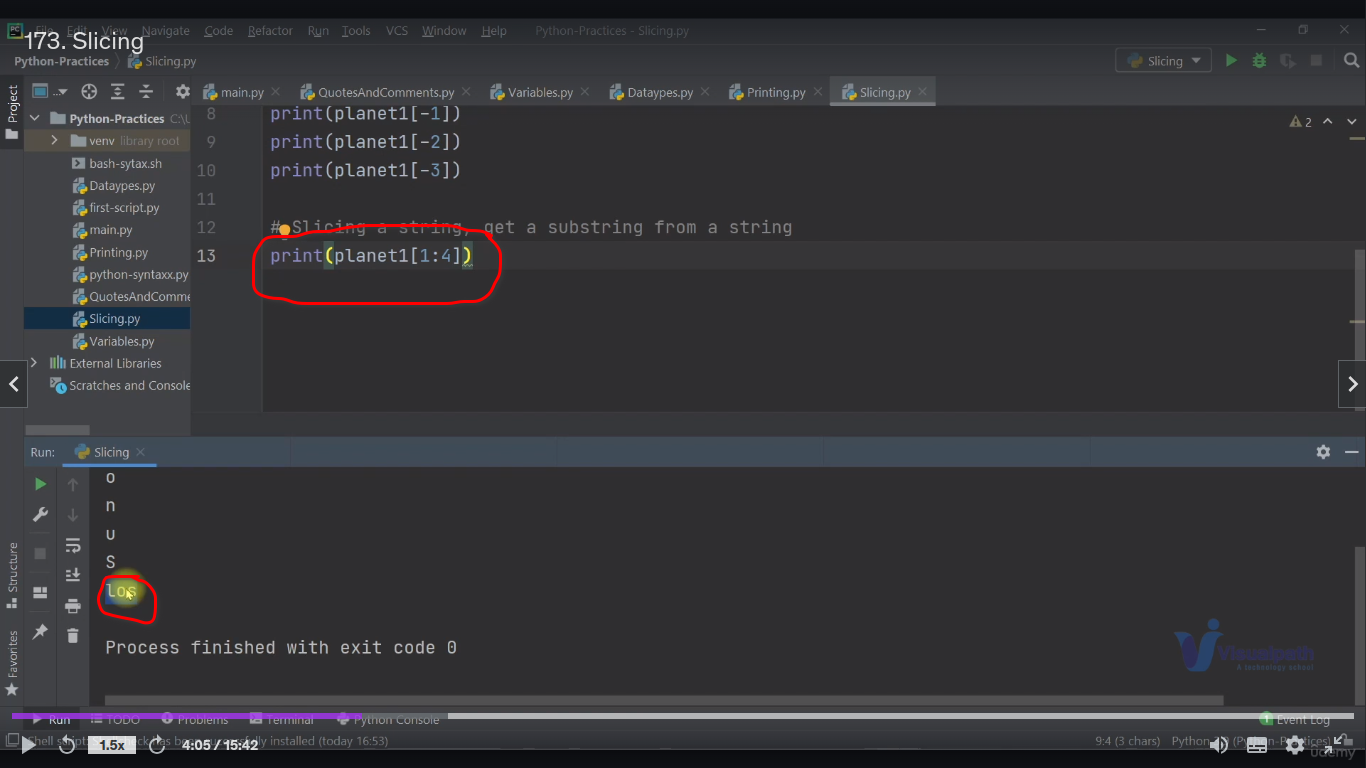 File Edit View Navigate Code Refactor Run Tools VCS Window Help Python-Practices - Slicing.py
173. Slicing
Python-Practices Slicing.py
Slicing
Project
main.py QuotesAndComments.py Variables.py Dataypes.py Printing.py Slicing.py
Python-Practices C:\U
venv library root
bash-sytax.sh
Dataypes.py
first-script.py
main.py
Printing.py
python-syntaxx.py
QuotesAndComme
Slicing.py
Variables.py
External Libraries
Scratches and Console
8 print(planet1[-1])
9 print(planet1[-2])
10 print(planet1[-3])
11
12 # Slicing a string, get a substring from a string
13 print(planet1[1:4])
2
Run: Slicing
o
n
u
S
los
Process finished with exit code 0
Structure
Favorites
Visualpath
A technology school
Run TODO Problems Terminal Python Console
1 Event Log
been successfully installed (today 16:53)
9:4 (3 chars)
1.5x 4:05 / 15:42
udemy